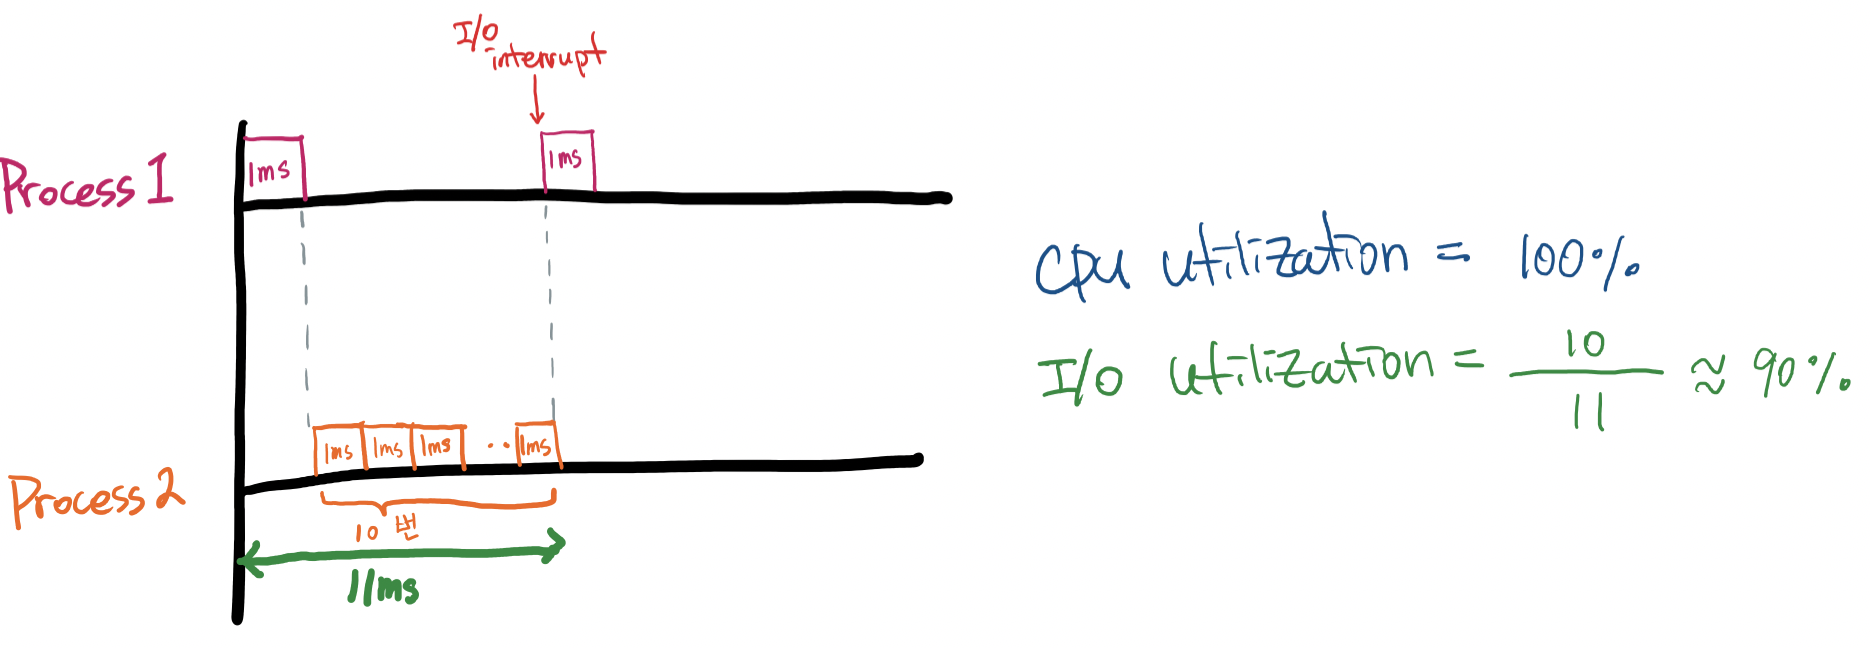 I/O
interrupt
Process 1
1ms
1ms
CPU utilization = 100%
I/O utilization = 10/11 ≈ 90%
Process 2
1ms 1ms 1ms ·· 1ms
10 번
11ms